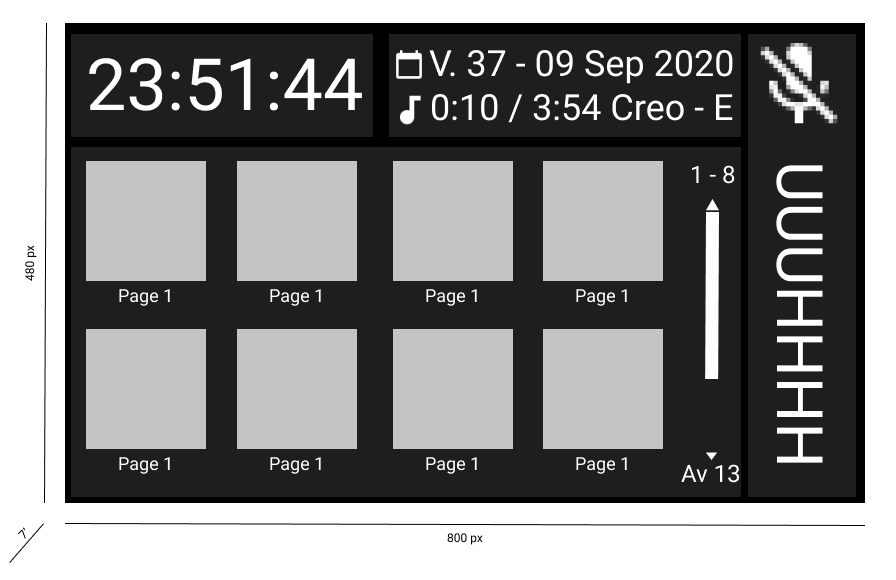 23:51:44
V. 37 - 09 Sep 2020
0:10 / 3:54 Creo - E
1 - 8
Page 1
Page 1
Page 1
Page 1
Page 1
Page 1
Page 1
Page 1
Av 13
UUUHHHH
480 px
7'
800 px